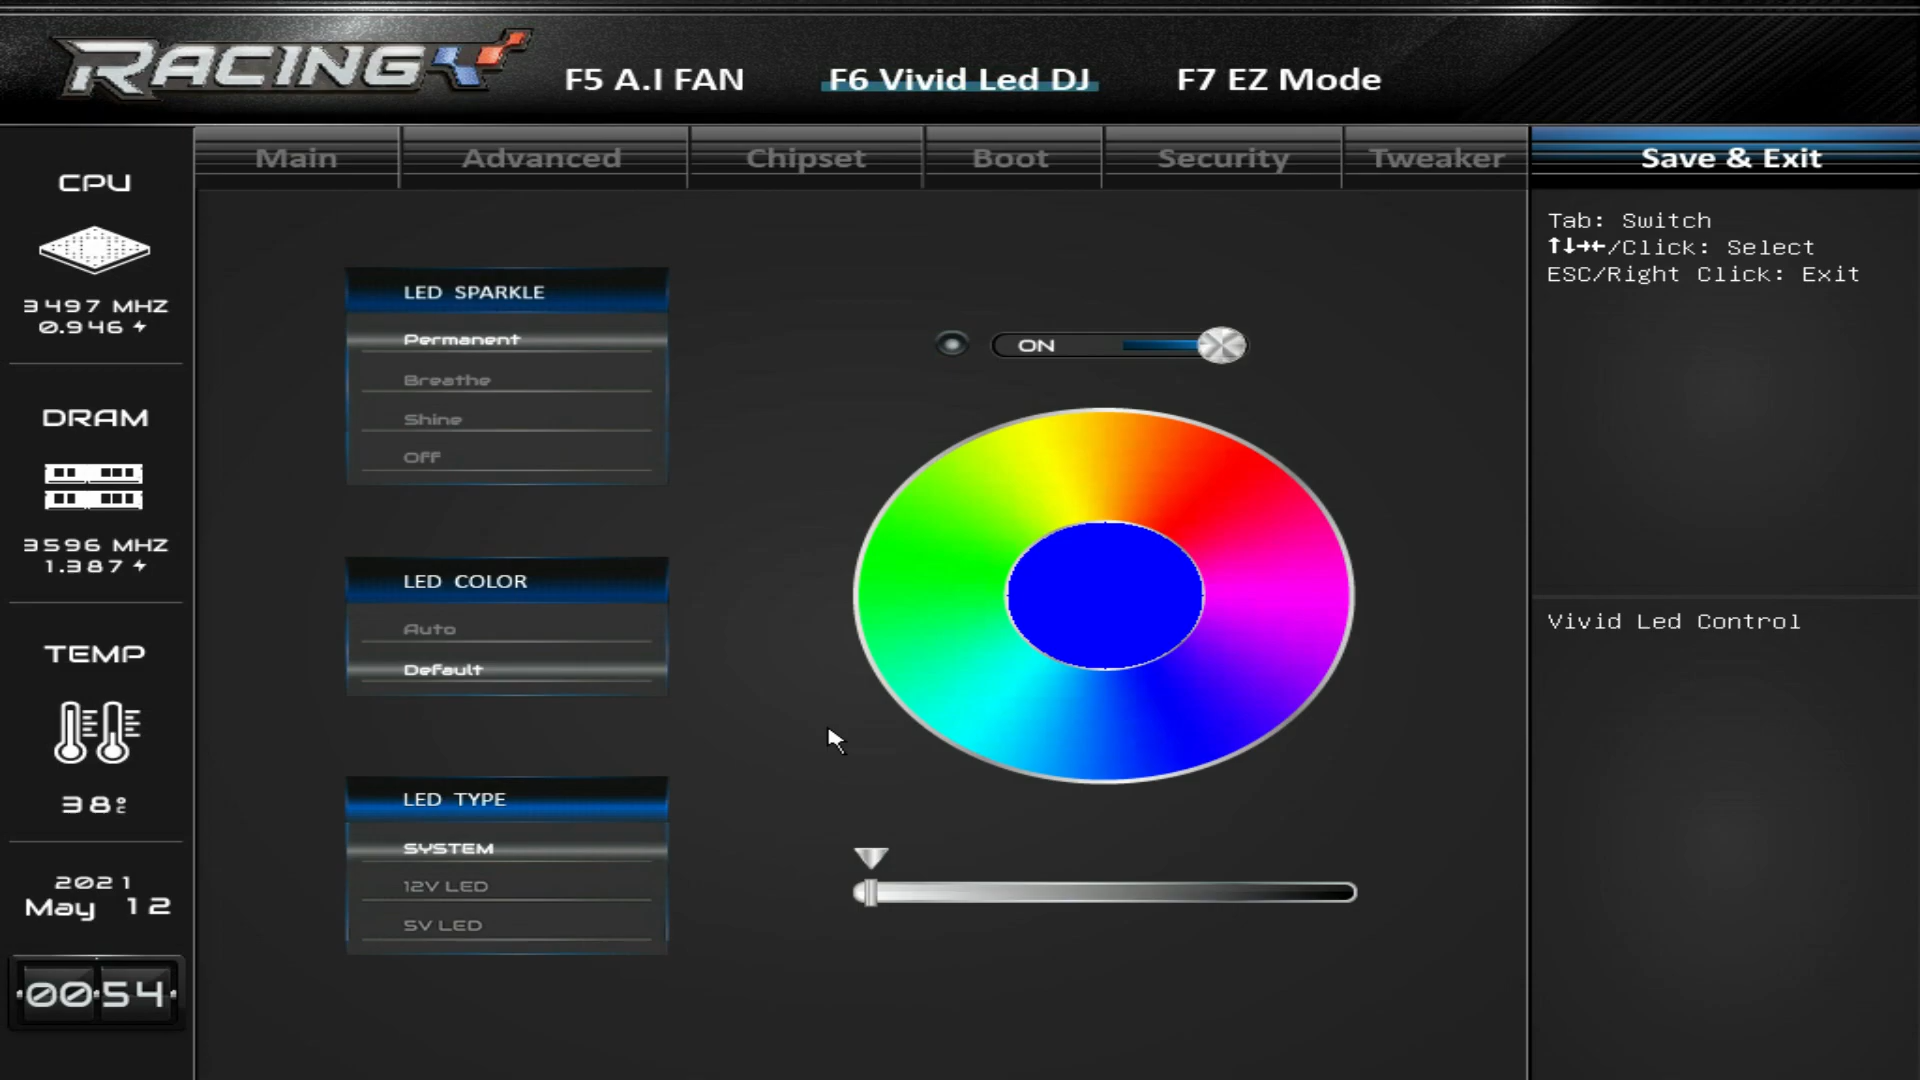 RACING
F5 A.I FAN
F6 Vivid Led DJ
F7 EZ Mode
Main
Advanced
Chipset
Boot
Security
Tweaker
Save & Exit
CPU
3497 MHZ
0.946
DRAM
3596 MHZ
1.387
TEMP
38°C
2021
May 12
00:54
LED SPARKLE
Permanent
Breathe
Shine
Off
LED COLOR
Auto
Default
LED TYPE
SYSTEM
12V LED
5V LED
ON
Tab: Switch
↑↓→←/Click: Select
ESC/Right Click: Exit
Vivid Led Control